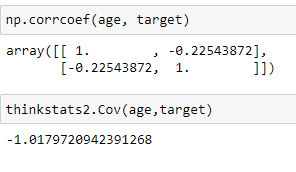 np.corrcoef(age, target)
array([[ 1.        , -0.22543872],
       [-0.22543872,  1.        ]])
thinkstats2.Cov(age,target)
-1.0179720942391268